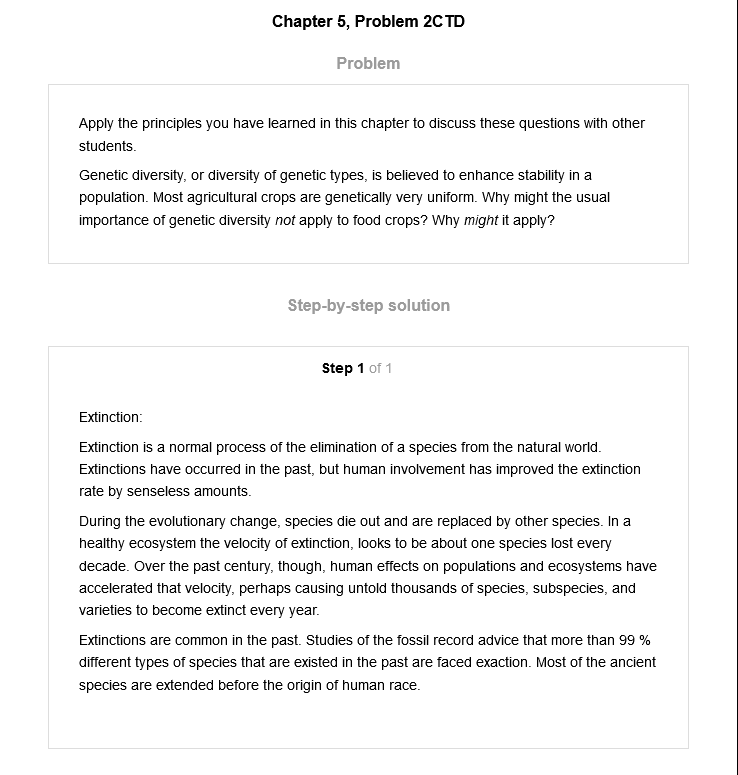 Chapter 5, Problem 2CTD
Problem
Apply the principles you have learned in this chapter to discuss these questions with other
students.
Genetic diversity, or diversity of genetic types, is believed to enhance stability in a
population. Most agricultural crops are genetically very uniform. Why might the usual
importance of genetic diversity not apply to food crops? Why might it apply?
Step-by-step solution
Step 1 of 1
Extinction:
Extinction is a normal process of the elimination of a species from the natural world.
Extinctions have occurred in the past, but human involvement has improved the extinction
rate by senseless amounts.
During the evolutionary change, species die out and are replaced by other species. In a
healthy ecosystem the velocity of extinction, looks to be about one species lost every
decade. Over the past century, though, human effects on populations and ecosystems have
accelerated that velocity, perhaps causing untold thousands of species, subspecies, and
varieties to become extinct every year.
Extinctions are common in the past. Studies of the fossil record advice that more than 99 %
different types of species that are existed in the past are faced exaction. Most of the ancient
species are extended before the origin of human race.